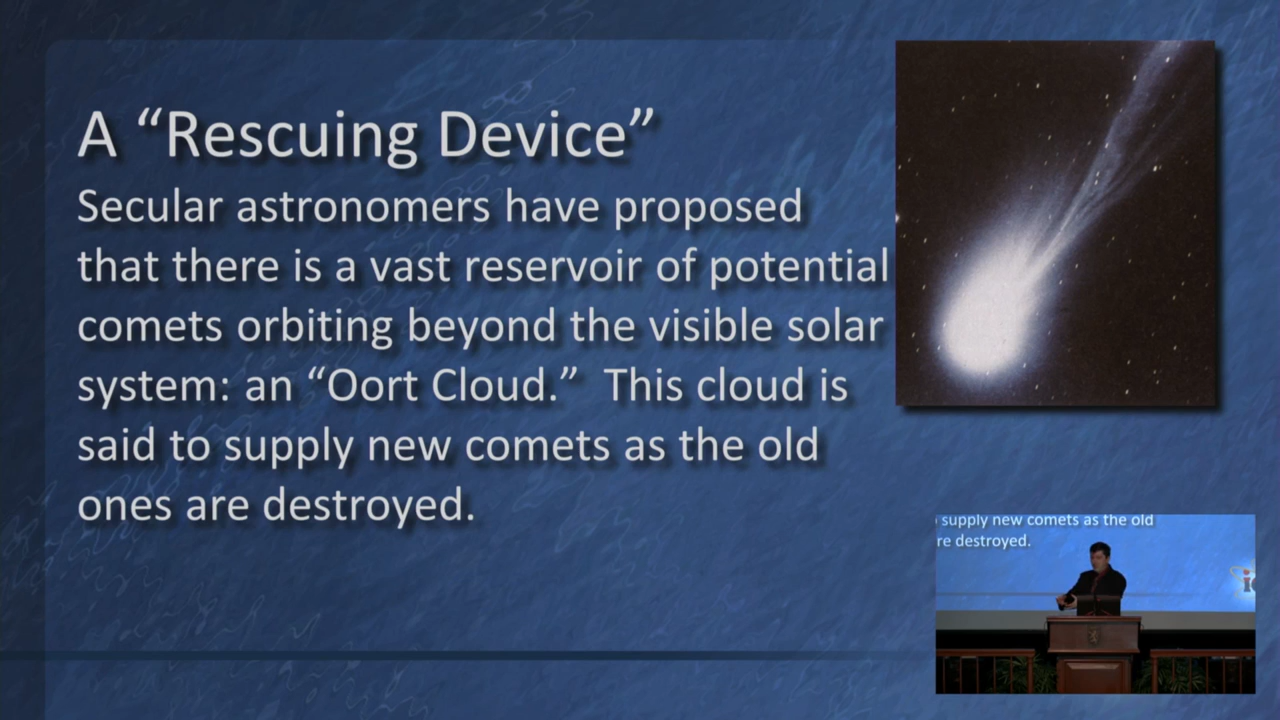 A “Rescuing Device”
Secular astronomers have proposed
that there is a vast reservoir of potential
comets orbiting beyond the visible solar
system: an “Oort Cloud.”  This cloud is
said to supply new comets as the old
ones are destroyed.
supply new comets as the old
re destroyed.